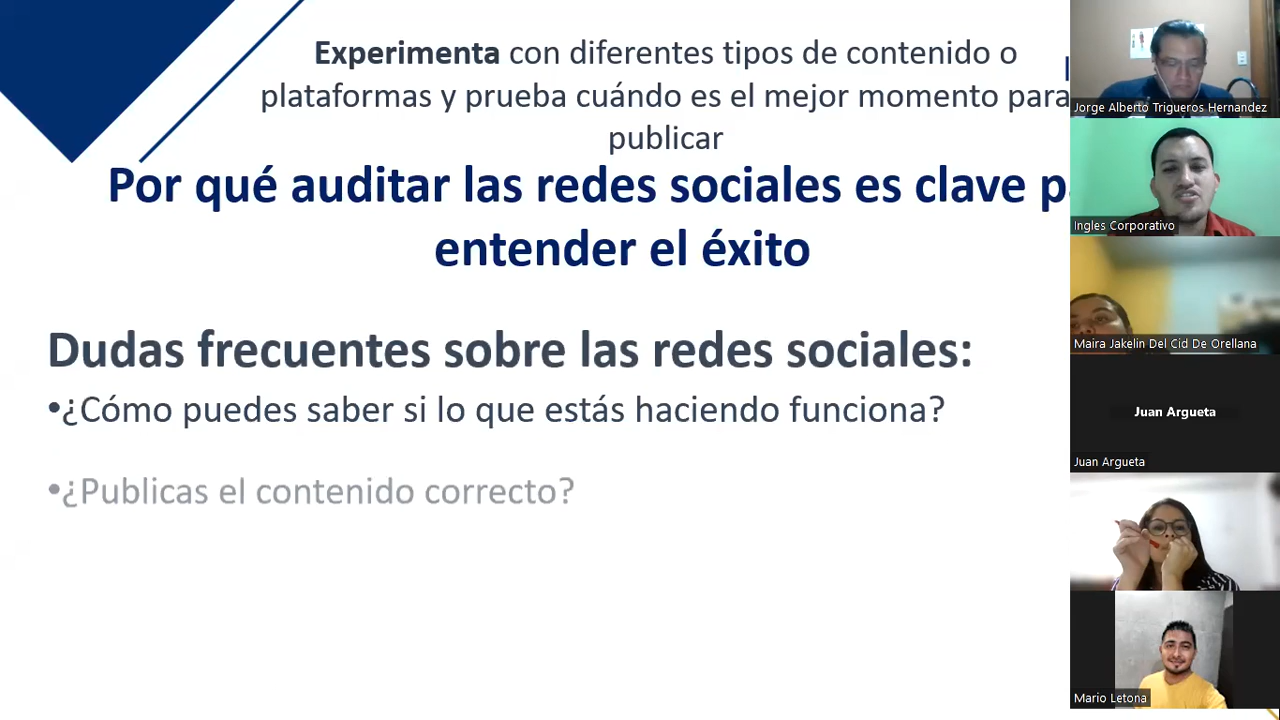 Experimenta con diferentes tipos de contenido o
plataformas y prueba cuándo es el mejor momento para
publicar
Por qué auditar las redes sociales es clave
entender el éxito
Dudas frecuentes sobre las redes sociales:
•¿Cómo puedes saber si lo que estás haciendo funciona?
•¿Publicas el contenido correcto?
Jorge Alberto Trigueros Hernandez
Ingles Corporativo
Maira Jakelin Del Cid De Orellana
Juan Argueta
Juan Argueta
Mario Letona